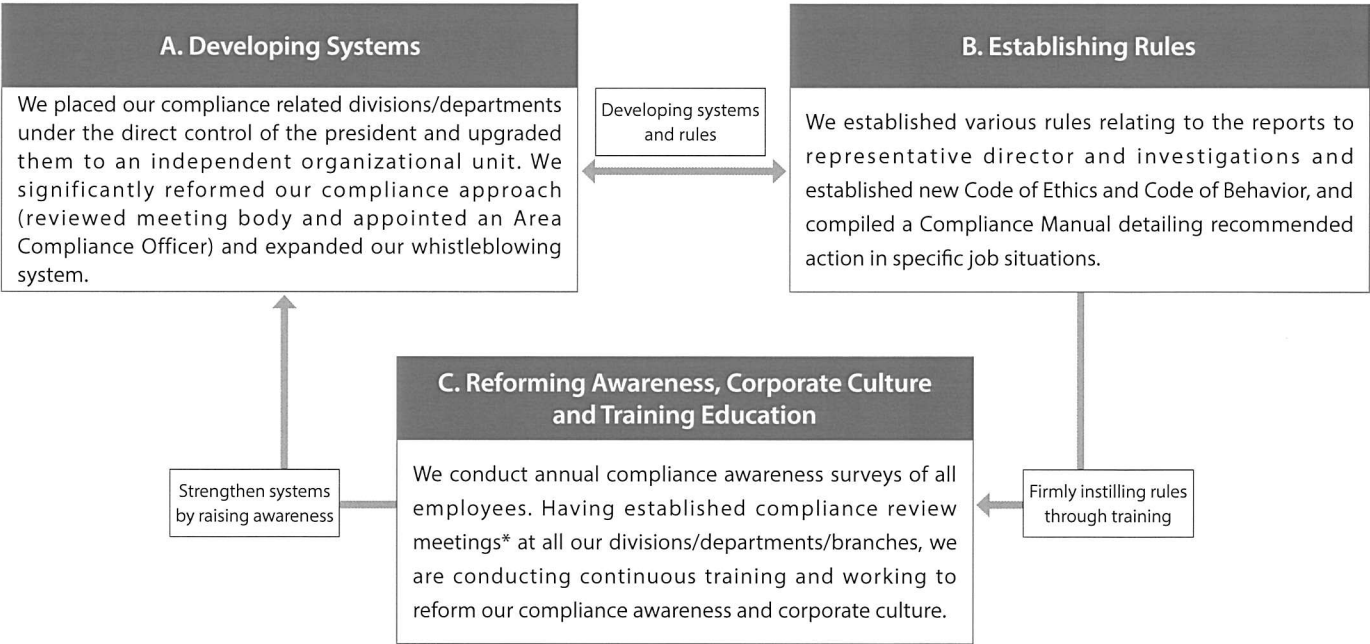 A. Developing Systems
We placed our compliance related divisions/departments
under the direct control of the president and upgraded
them to an independent organizational unit. We
significantly reformed our compliance approach
(reviewed meeting body and appointed an Area
Compliance Officer) and expanded our whistleblowing
system.
Developing systems
and rules
B. Establishing Rules
We established various rules relating to the reports to
representative director and investigations and
established new Code of Ethics and Code of Behavior, and
compiled a Compliance Manual detailing recommended
action in specific job situations.
C. Reforming Awareness, Corporate Culture
and Training Education
We conduct annual compliance awareness surveys of all
employees. Having established compliance review
meetings* at all our divisions/departments/branches, we
are conducting continuous training and working to
reform our compliance awareness and corporate culture.
Strengthen systems
by raising awareness
Firmly instilling rules
through training